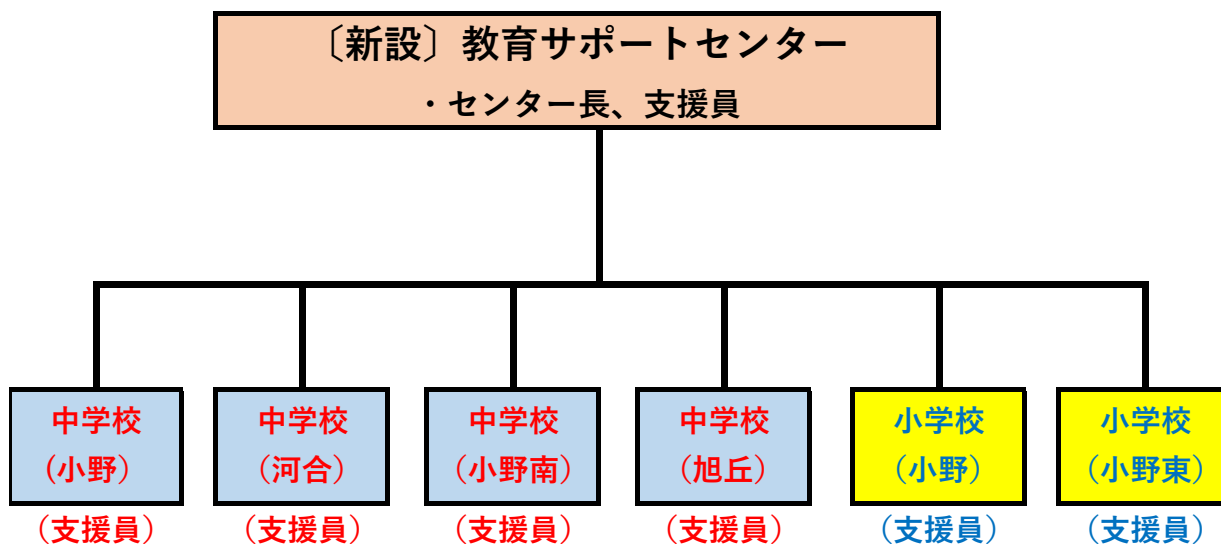 〔新設〕教育サポートセンター
・センター長、支援員
中学校
（小野）
（支援員）
中学校
（河合）
（支援員）
中学校
（小野南）
（支援員）
中学校
（旭丘）
（支援員）
小学校
（小野）
（支援員）
小学校
（小野東）
（支援員）